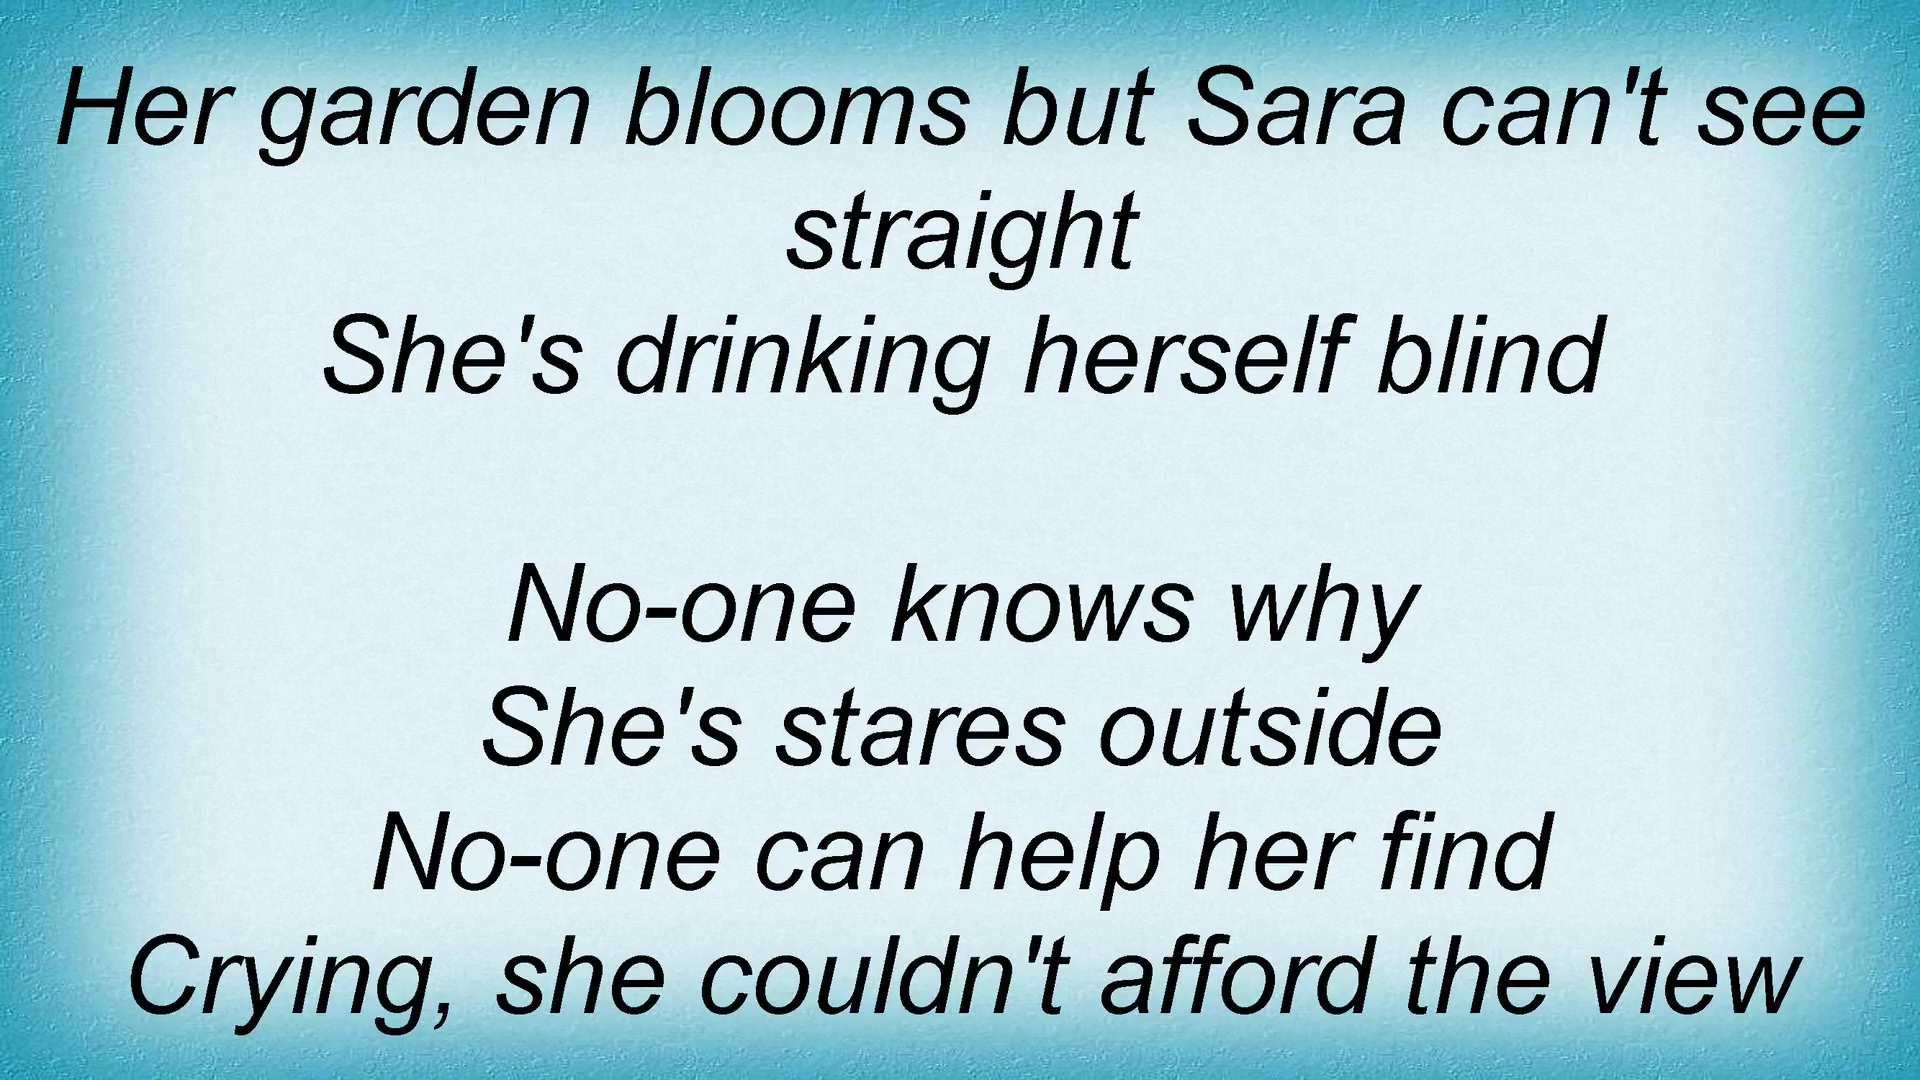 Her garden blooms but Sara can't see
straight
She's drinking herself blind
No-one knows why
She's stares outside
No-one can help her find
Crying, she couldn't afford the view